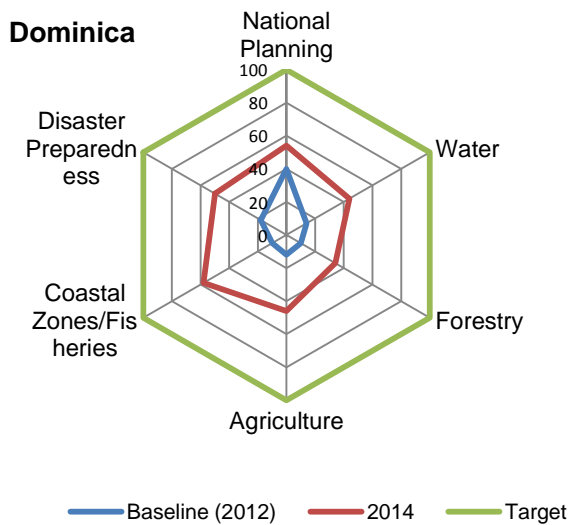 Dominica
National
Planning
100
80
60
40
20
0
Disaster
Preparedn
ess
Water
Coastal
Zones/Fis
heries
Forestry
Agriculture
Baseline (2012)
2014
Target